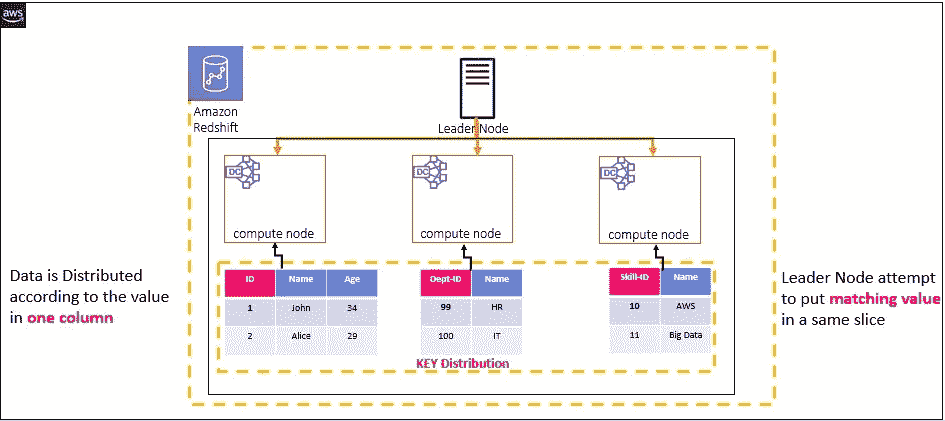 aws
Amazon
Redshift
Leader Node
DC
DC
DC
compute node
compute node
compute node
Data is Distributed
according to the value
in one column
ID Name Age
1 John 34
2 Alice 29
Dept-ID Name
99 HR
100 IT
Skill-ID Name
10 AWS
11 Big Data
KEY Distribution
Leader Node attempt
to put matching value
in a same slice